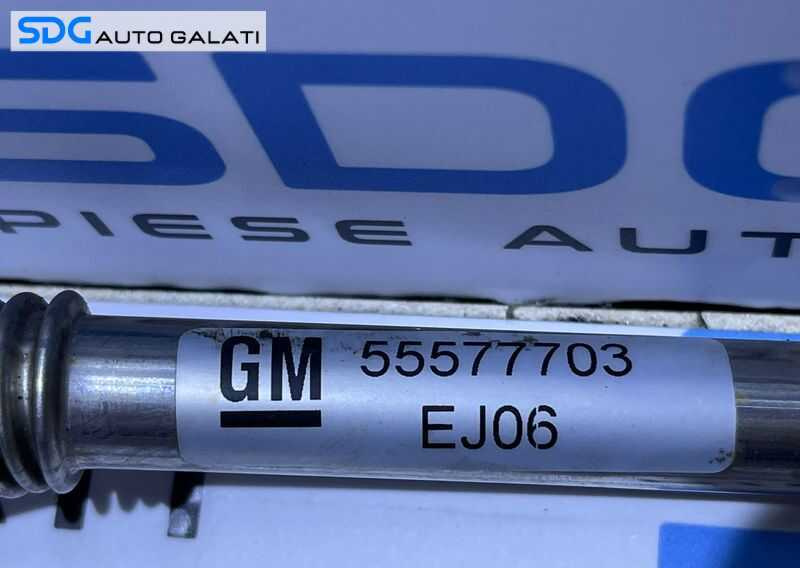 SDG AUTO GALATI
SDG
PIESE AUT
GM 55577703
EJ06